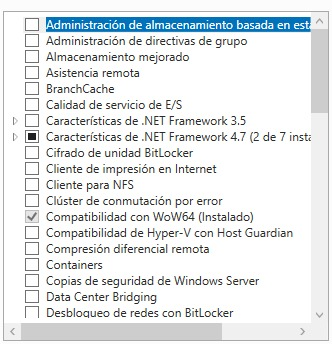 Administración de almacenamiento basada en está
Administración de directivas de grupo
Almacenamiento mejorado
Asistencia remota
BranchCache
Calidad de servicio de E/S
Características de .NET Framework 3.5
Características de .NET Framework 4.7 (2 de 7 insta
Cifrado de unidad BitLocker
Cliente de impresión en Internet
Cliente para NFS
Clúster de conmutación por error
Compatibilidad con WoW64 (Instalado)
Compatibilidad de Hyper-V con Host Guardian
Compresión diferencial remota
Containers
Copias de seguridad de Windows Server
Data Center Bridging
Desbloqueo de redes con BitLocker